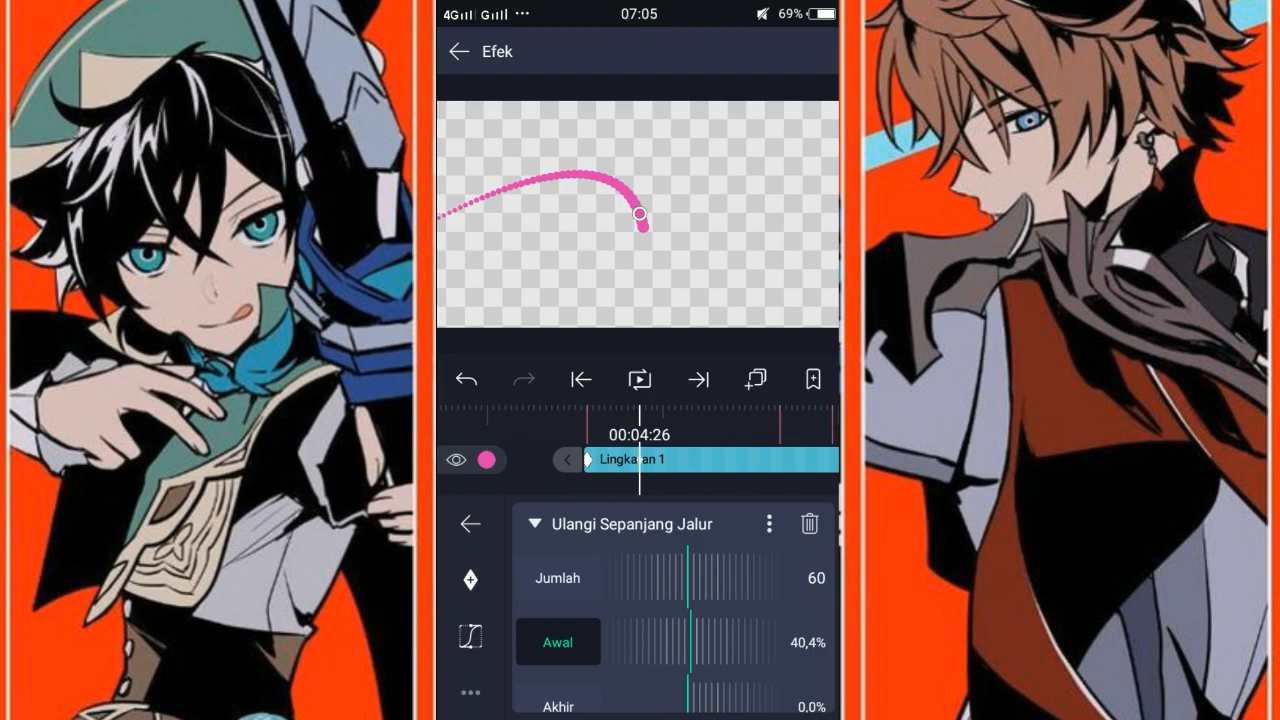 4G G ··· 07:05 69%
Efek
00:04:26
Lingkaran 1
Ulangi Sepanjang Jalur
Jumlah 60
Awal 40,4%
Akhir 0,0%